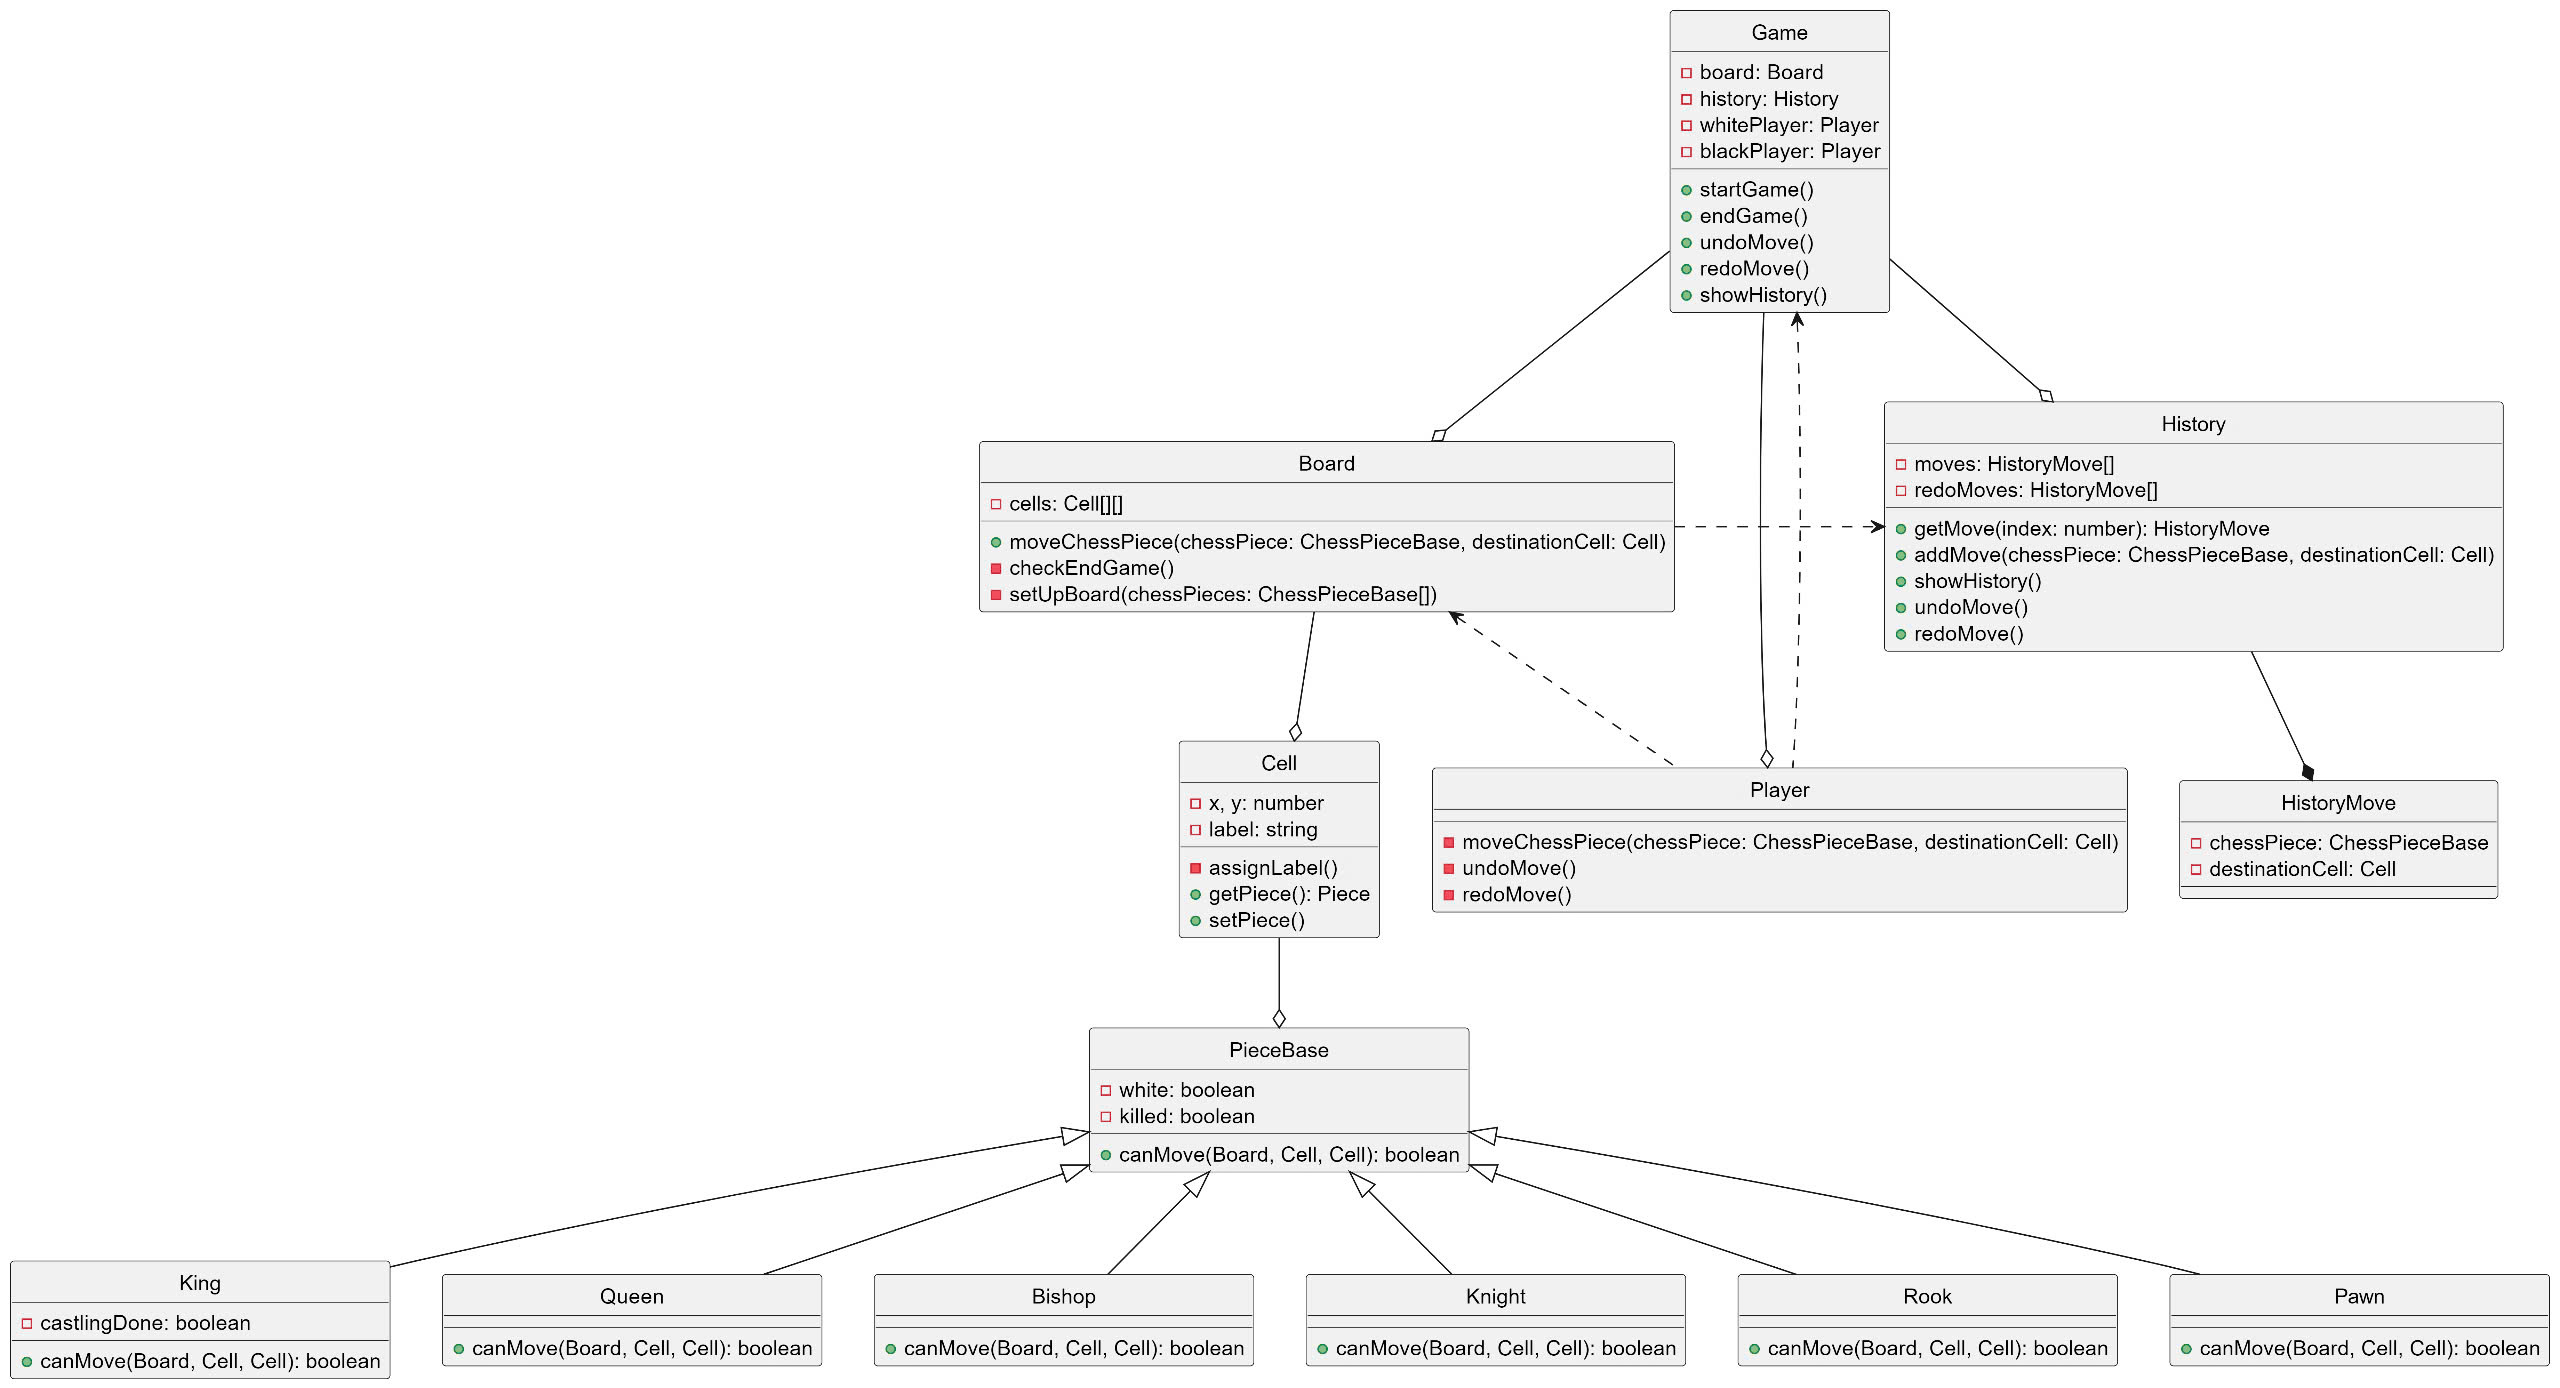 Game
board: Board
history: History
whitePlayer: Player
blackPlayer: Player
startGame()
endGame()
undoMove()
redoMove()
showHistory()
Board
cells: Cell[][]
moveChessPiece(chessPiece: ChessPieceBase, destinationCell: Cell)
checkEndGame()
setUpBoard(chessPieces: ChessPieceBase[])
History
moves: HistoryMove[]
redoMoves: HistoryMove[]
getMove(index: number): HistoryMove
addMove(chessPiece: ChessPieceBase, destinationCell: Cell)
showHistory()
undoMove()
redoMove()
Cell
x, y: number
label: string
assignLabel()
getPiece(): Piece
setPiece()
Player
moveChessPiece(chessPiece: ChessPieceBase, destinationCell: Cell)
undoMove()
redoMove()
HistoryMove
chessPiece: ChessPieceBase
destinationCell: Cell
PieceBase
white: boolean
killed: boolean
canMove(Board, Cell, Cell): boolean
King
castlingDone: boolean
canMove(Board, Cell, Cell): boolean
Queen
canMove(Board, Cell, Cell): boolean
Bishop
canMove(Board, Cell, Cell): boolean
Knight
canMove(Board, Cell, Cell): boolean
Rook
canMove(Board, Cell, Cell): boolean
Pawn
canMove(Board, Cell, Cell): boolean